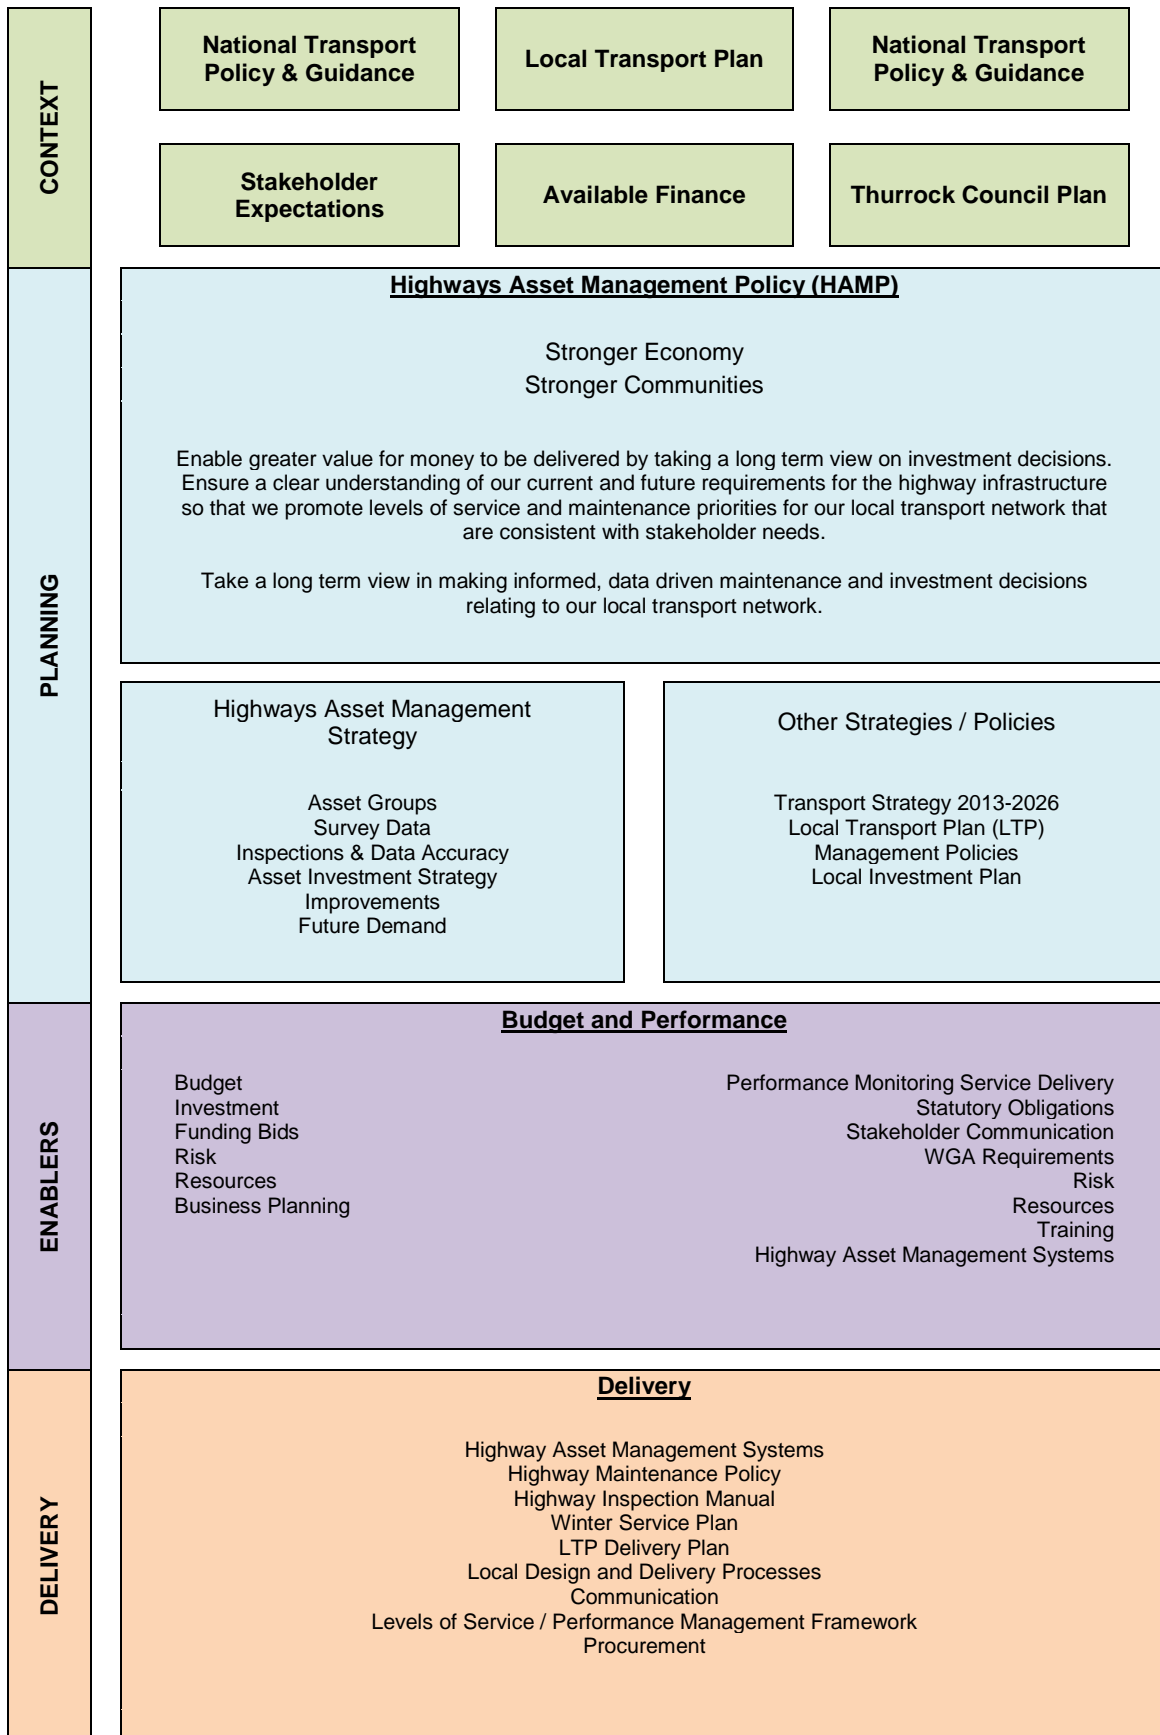 CONTEXT
National Transport
Policy & Guidance
Local Transport Plan
National Transport
Policy & Guidance
Stakeholder
Expectations
Available Finance
Thurrock Council Plan
PLANNING
Highways Asset Management Policy (HAMP)
Stronger Economy
Stronger Communities
Enable greater value for money to be delivered by taking a long term view on investment decisions.
Ensure a clear understanding of our current and future requirements for the highway infrastructure
so that we promote levels of service and maintenance priorities for our local transport network that
are consistent with stakeholder needs.
Take a long term view in making informed, data driven maintenance and investment decisions
relating to our local transport network.
Highways Asset Management
Strategy
Asset Groups
Survey Data
Inspections & Data Accuracy
Asset Investment Strategy
Improvements
Future Demand
Other Strategies / Policies
Transport Strategy 2013-2026
Local Transport Plan (LTP)
Management Policies
Local Investment Plan
ENABLERS
Budget and Performance
Budget
Investment
Funding Bids
Risk
Resources
Business Planning
Performance Monitoring Service Delivery
Statutory Obligations
Stakeholder Communication
WGA Requirements
Risk
Resources
Training
Highway Asset Management Systems
DELIVERY
Delivery
Highway Asset Management Systems
Highway Maintenance Policy
Highway Inspection Manual
Winter Service Plan
LTP Delivery Plan
Local Design and Delivery Processes
Communication
Levels of Service / Performance Management Framework
Procurement